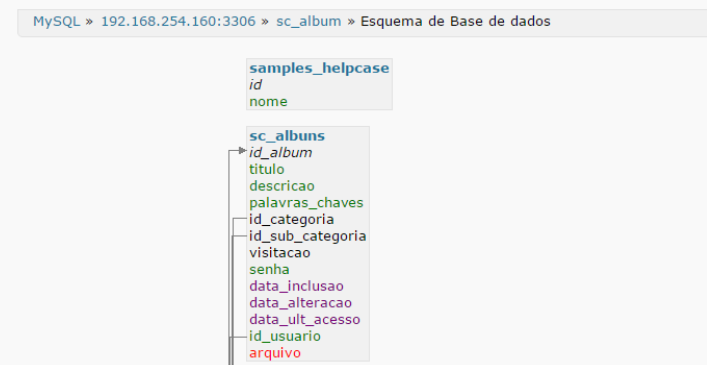 MySQL » 192.168.254.160:3306 » sc_album » Esquema de Base de dados
samples_helpcase
id
nome
sc_albuns
id_album
titulo
descricao
palavras_chaves
id_categoria
id_sub_categoria
visitacao
senha
data_inclusao
data_alteracao
data_ult_acesso
id_usuario
arquivo